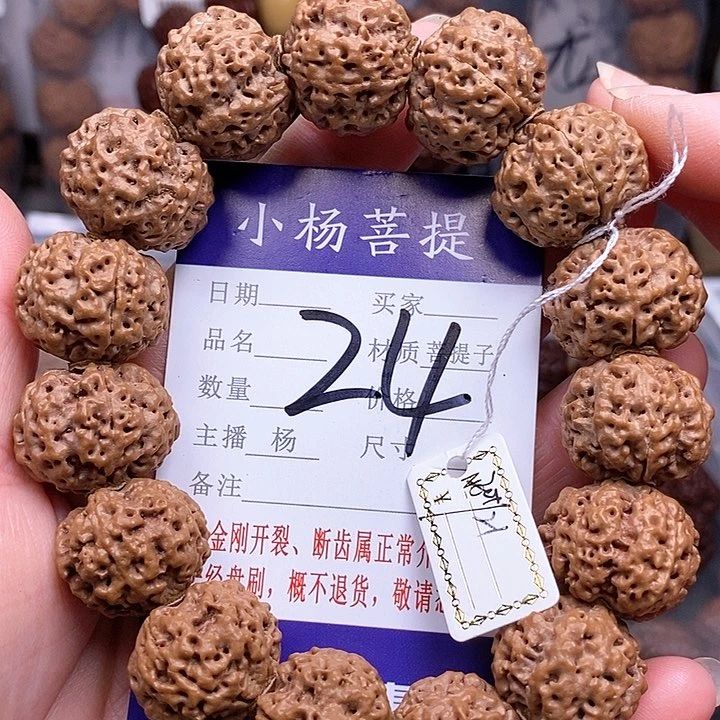 小杨菩提
日期 买家
品名 材质 菩提子
24
数量 价格
主播 杨 尺寸
备注
金刚开裂、断齿属正常
经盘刷，概不退货，敬请